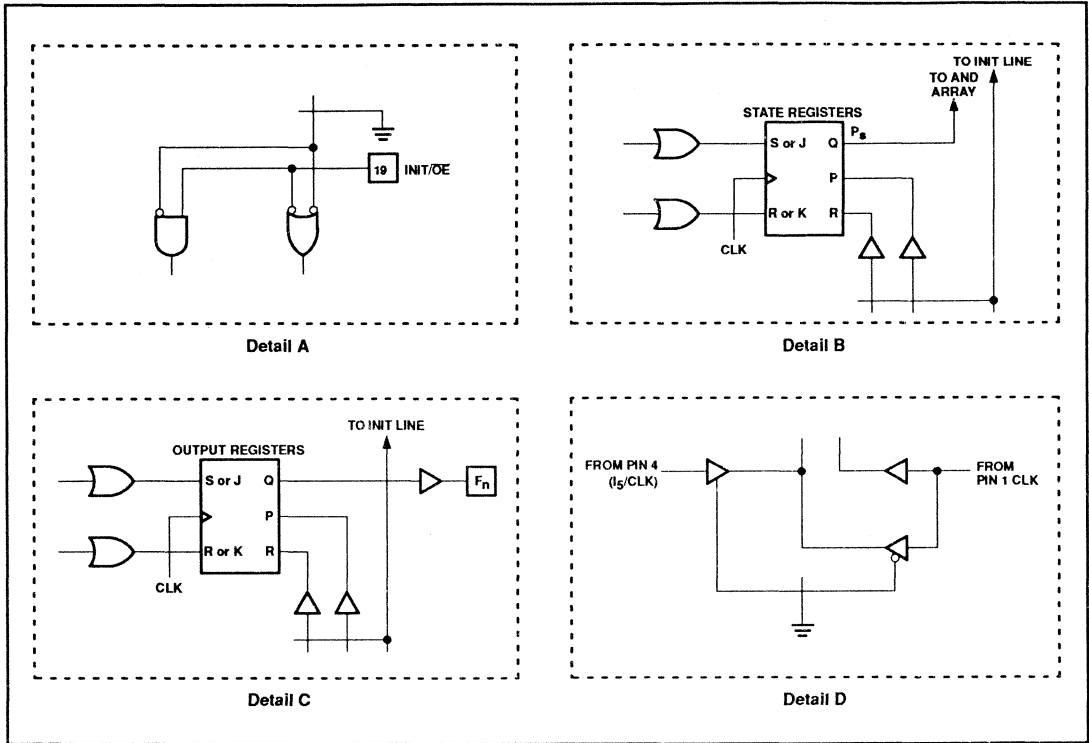 19 INIT/O̅E̅
Detail A
TO INIT LINE
TO AND
ARRAY
STATE REGISTERS
Ps
S or J Q
P
R or K R
CLK
Detail B
TO INIT LINE
OUTPUT REGISTERS
S or J Q
Fn
P
R or K R
CLK
Detail C
FROM PIN 4
(I5/CLK)
FROM
PIN 1 CLK
Detail D